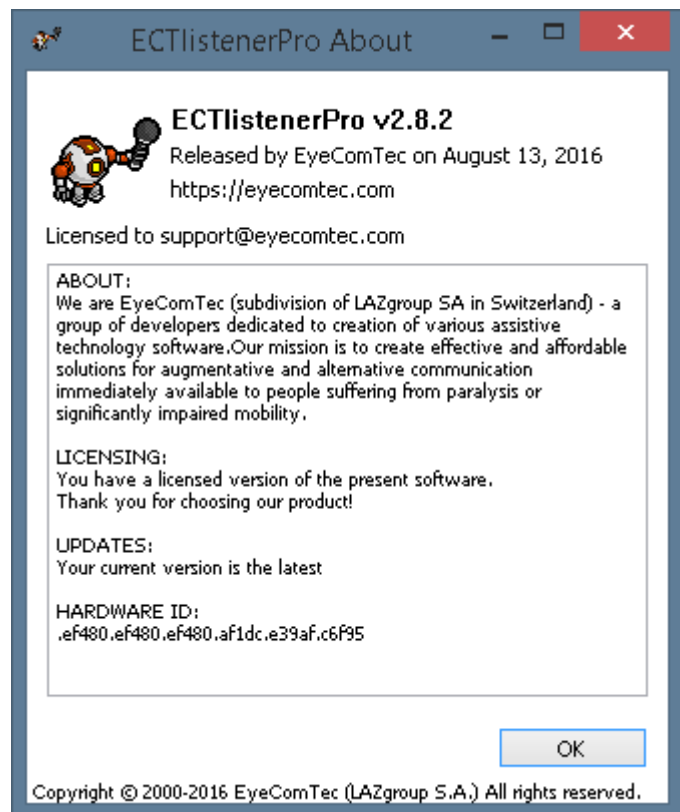 ECTlistenerPro About
ECTlistenerPro v2.8.2
Released by EyeComTec on August 13, 2016
https://eyecomtec.com
Licensed to support@eyecomtec.com
ABOUT:
We are EyeComTec (subdivision of LAZgroup SA in Switzerland) - a
group of developers dedicated to creation of various assistive
technology software.Our mission is to create effective and affordable
solutions for augmentative and alternative communication
immediately available to people suffering from paralysis or
significantly impaired mobility.
LICENSING:
You have a licensed version of the present software.
Thank you for choosing our product!
UPDATES:
Your current version is the latest
HARDWARE ID:
.ef480.ef480.ef480.af1dc.e39af.c6f95
OK
Copyright © 2000-2016 EyeComTec (LAZgroup S.A.) All rights reserved.